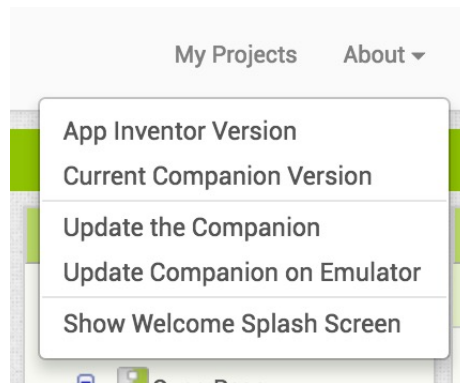 My Projects About
App Inventor Version
Current Companion Version
Update the Companion
Update Companion on Emulator
Show Welcome Splash Screen